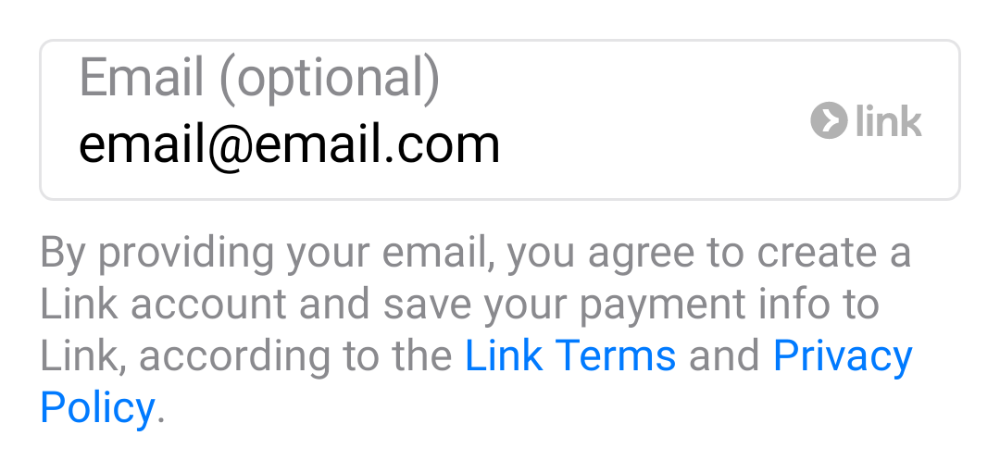 Email (optional)
email@email.com
link
By providing your email, you agree to create a
Link account and save your payment info to
Link, according to the Link Terms and Privacy
Policy.